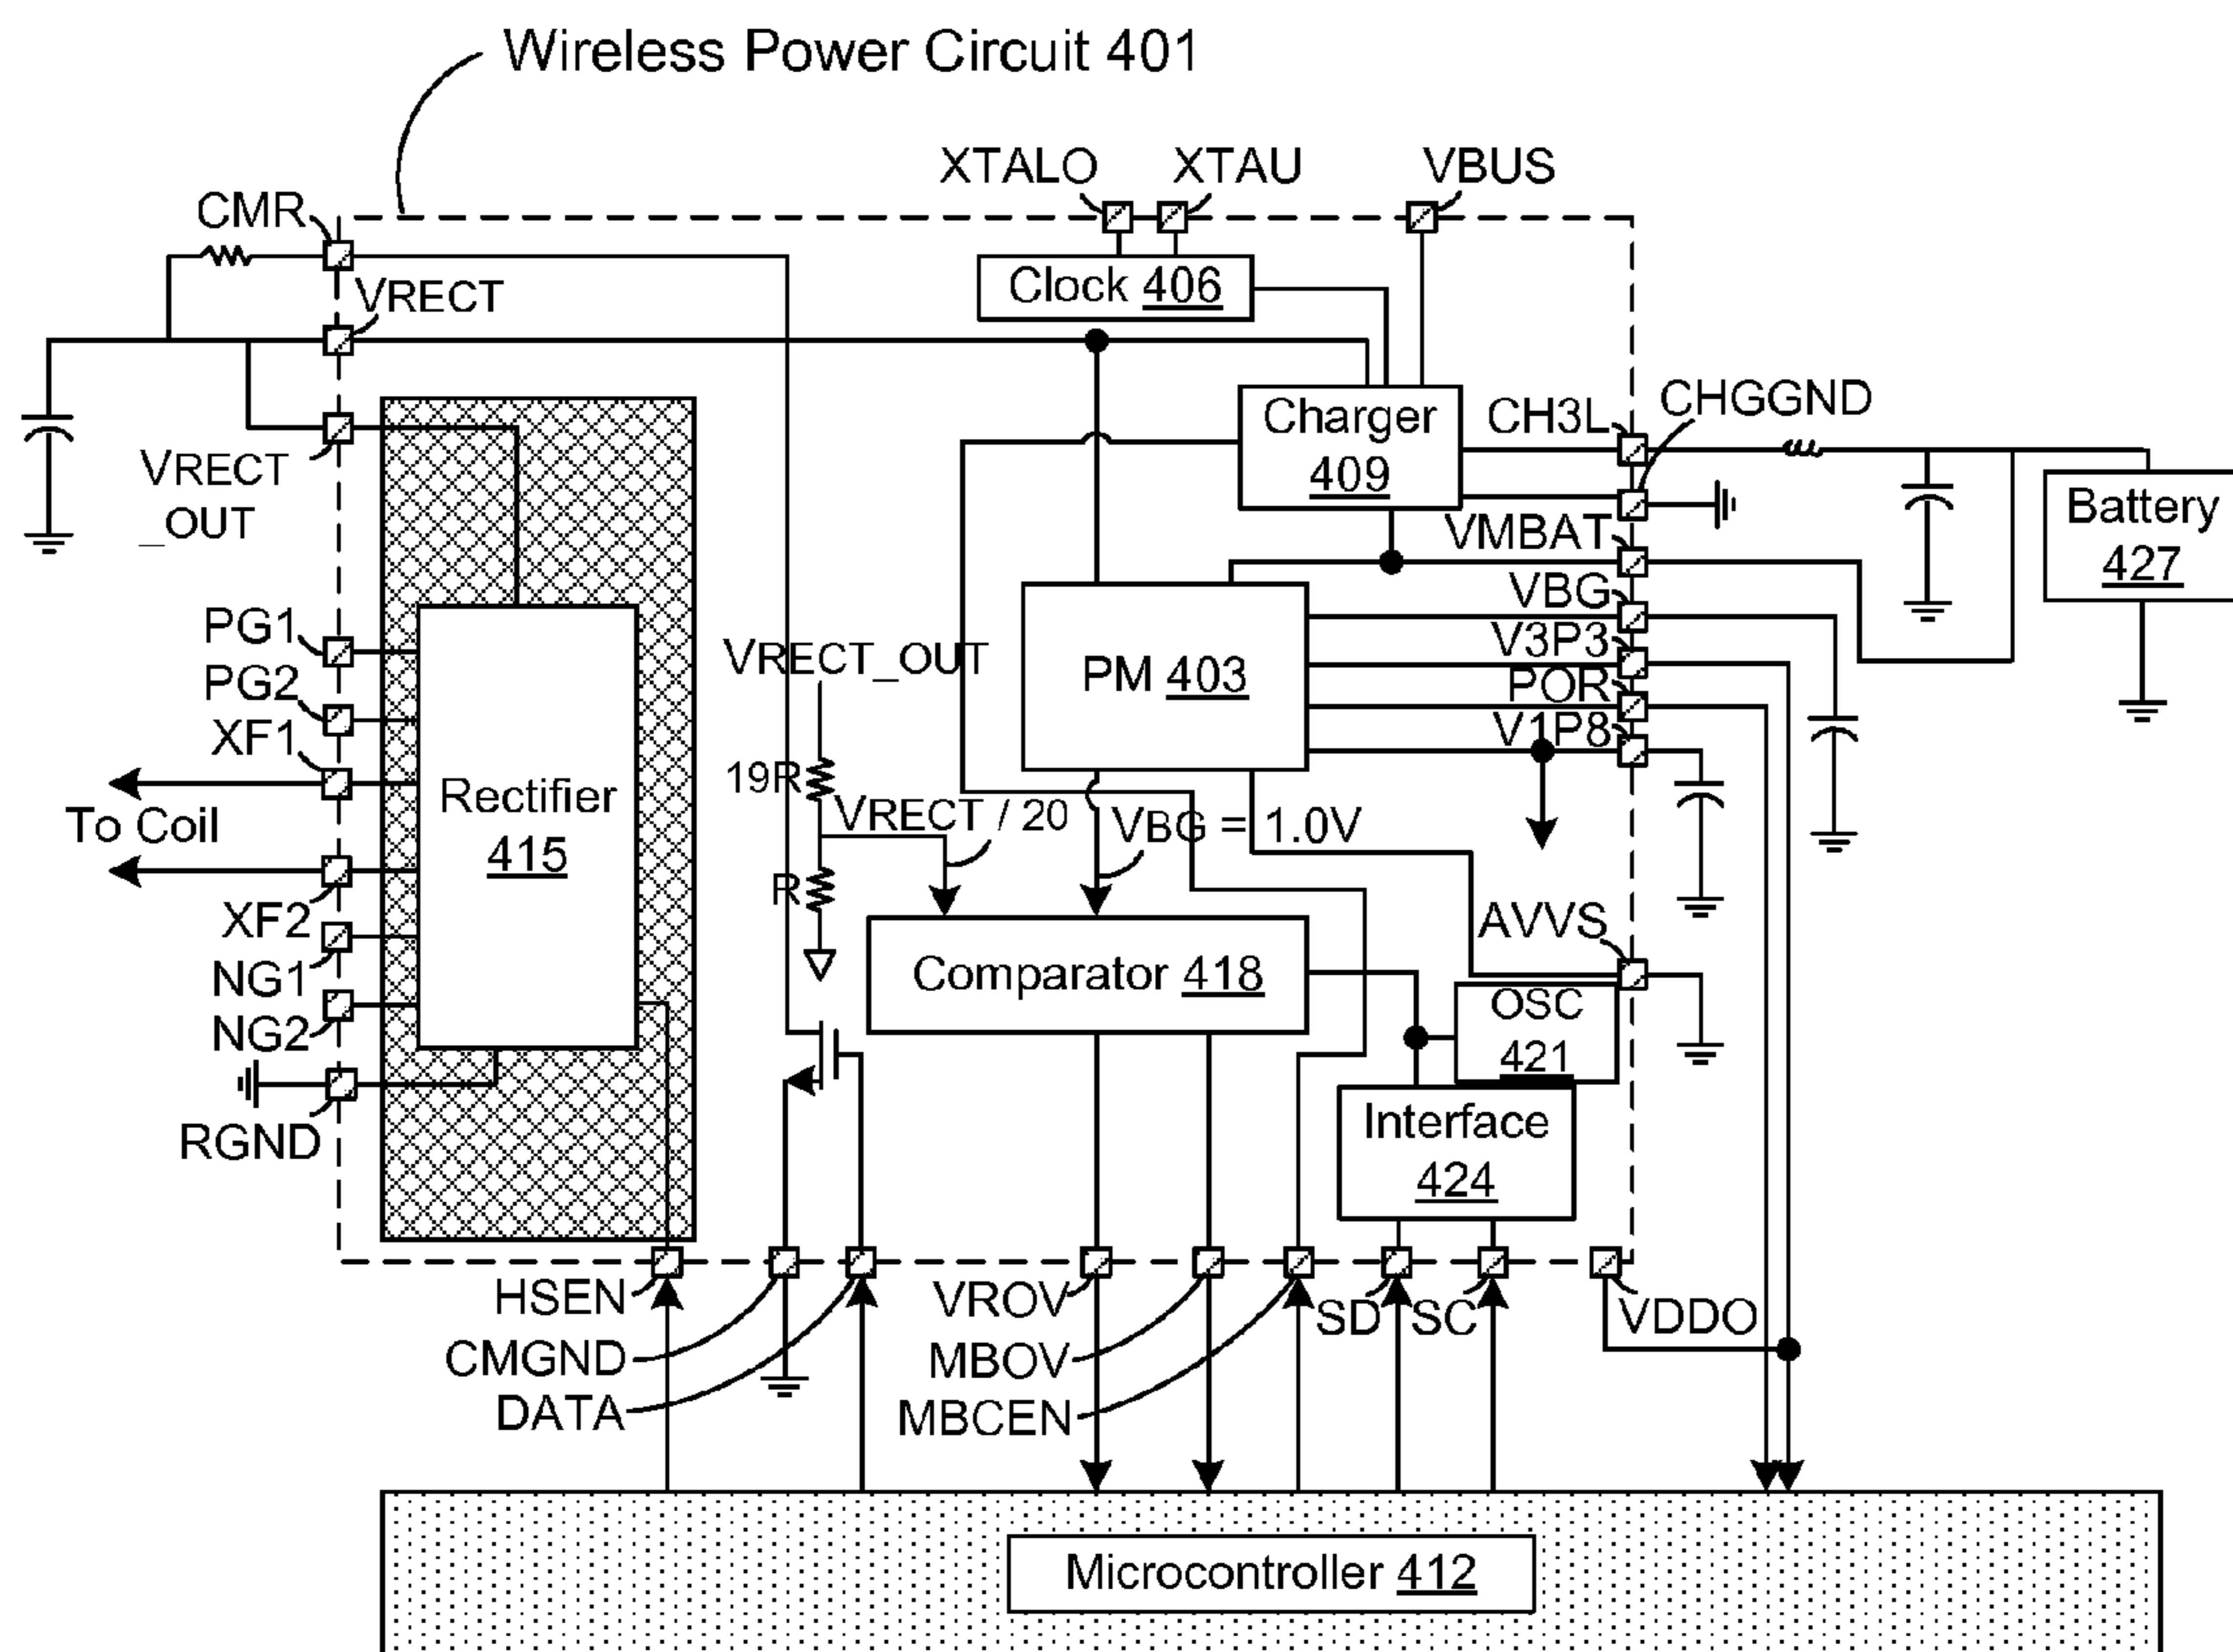 Wireless Power Circuit 401
XTALO
XTAU
VBUS
CMR
VRECT
Clock 406
Charger
409
CH3L
CHGGND
VRECT
_OUT
VMBAT
Battery
427
VBG
V3P3
POR
V1P8
PG1
PG2
XF1
VRECT_OUT
PM 403
To Coil
Rectifier
415
19R
VRECT / 20
VBG = 1.0V
R
XF2
NG1
NG2
RGND
AVVS
Comparator 418
OSC
421
Interface
424
HSEN
CMGND
DATA
VROV
MBOV
MBCEN
SD
SC
VDDO
Microcontroller 412